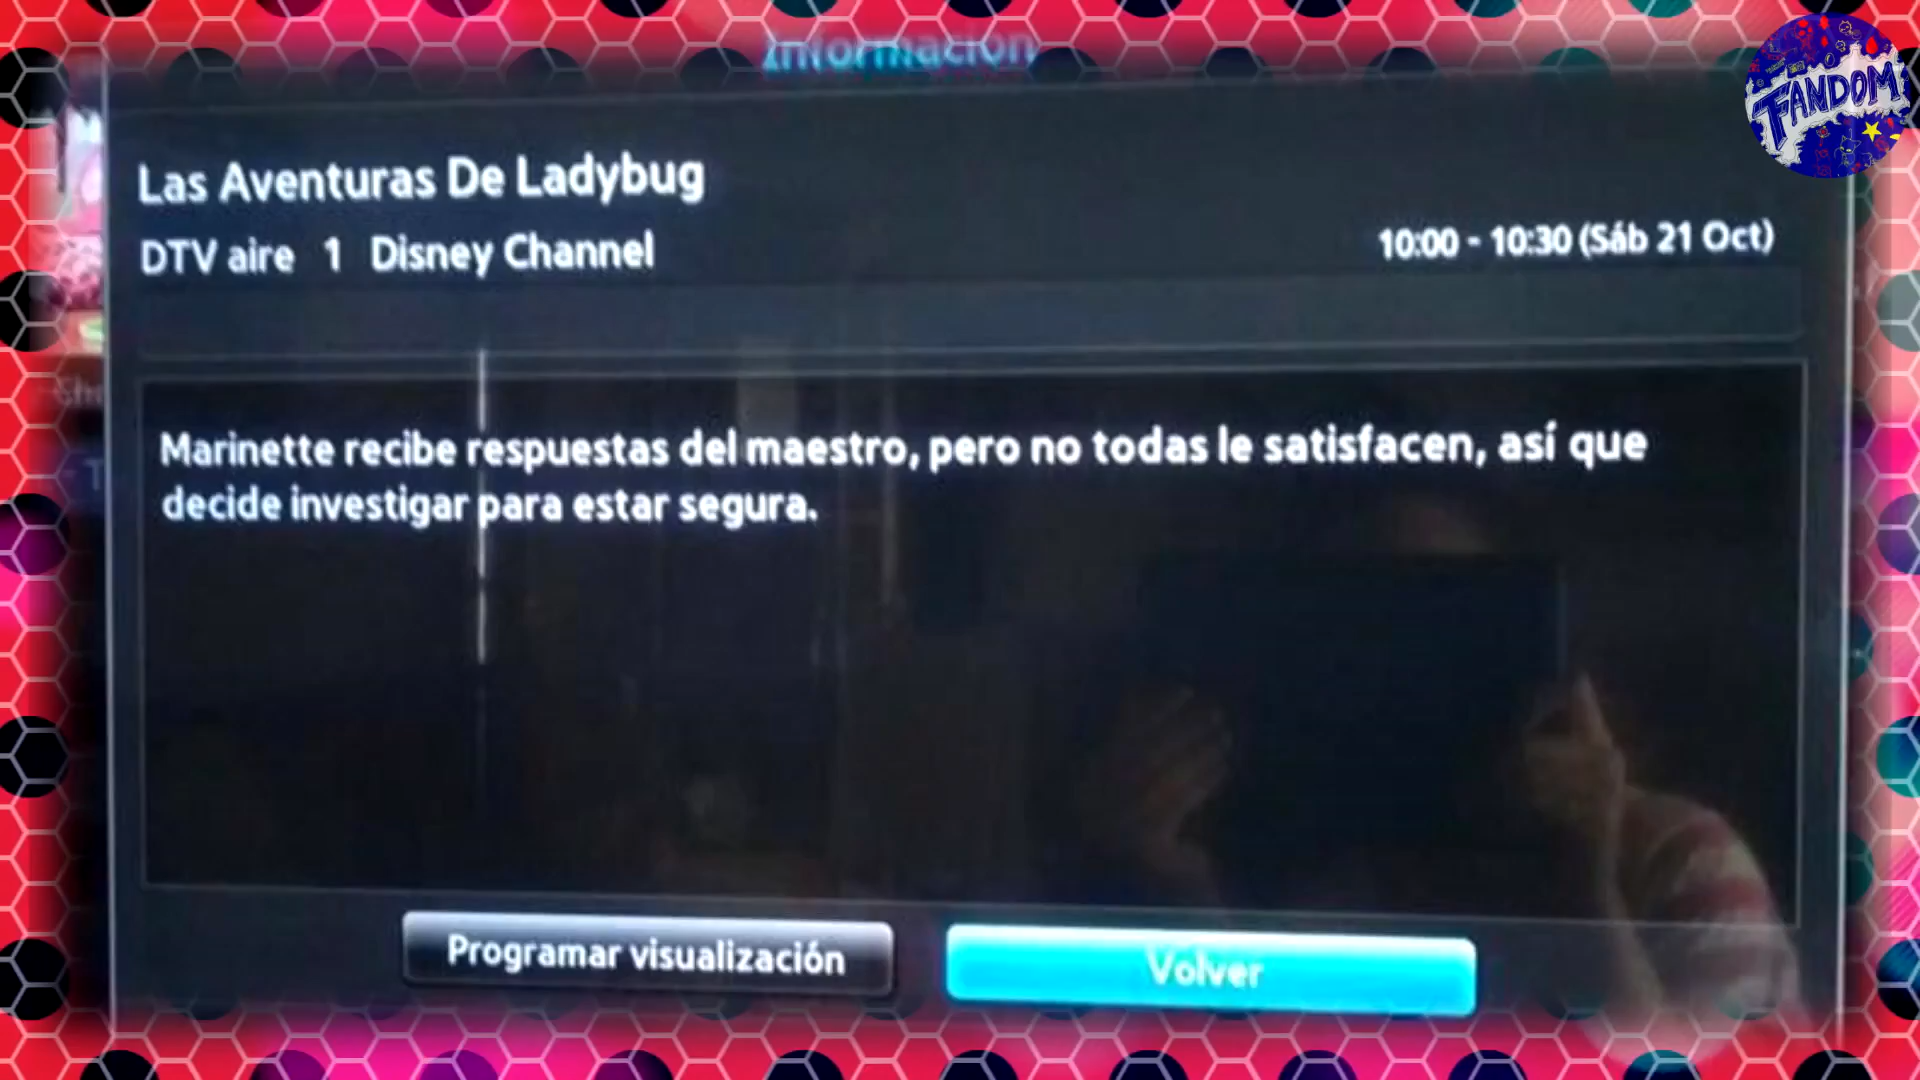 Información
FANDOM
Las Aventuras De Ladybug
DTV aire 1 Disney Channel
10:00 - 10:30 (Sáb 21 Oct)
Marinette recibe respuestas del maestro, pero no todas le satisfacen, así que
decide investigar para estar segura.
Programar visualización
Volver